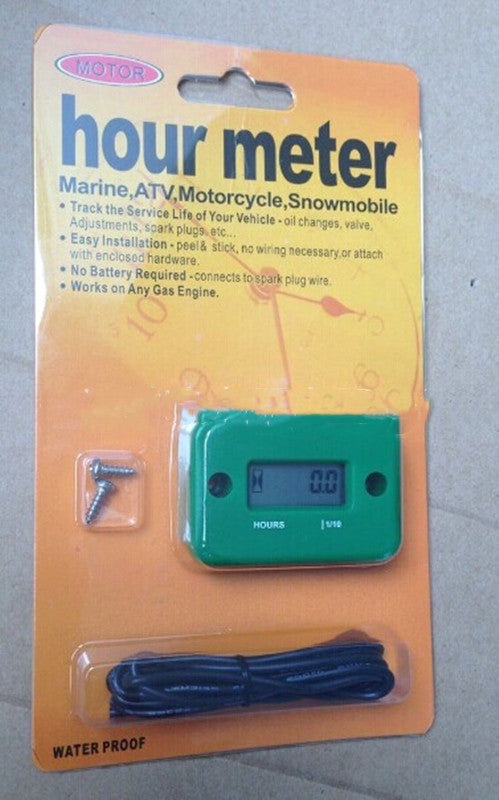 MOTOR
hour meter
Marine,ATV,Motorcycle,Snowmobile
• Track the Service Life of Your Vehicle - oil changes, valve,
Adjustments, spark plugs, etc...
• Easy Installation - peel& stick, no wiring necessary,or attach
with enclosed hardware.
• No Battery Required - connects to spark plug wire.
• Works on Any Gas Engine.
10
0.0
HOURS |1/10
WATER PROOF